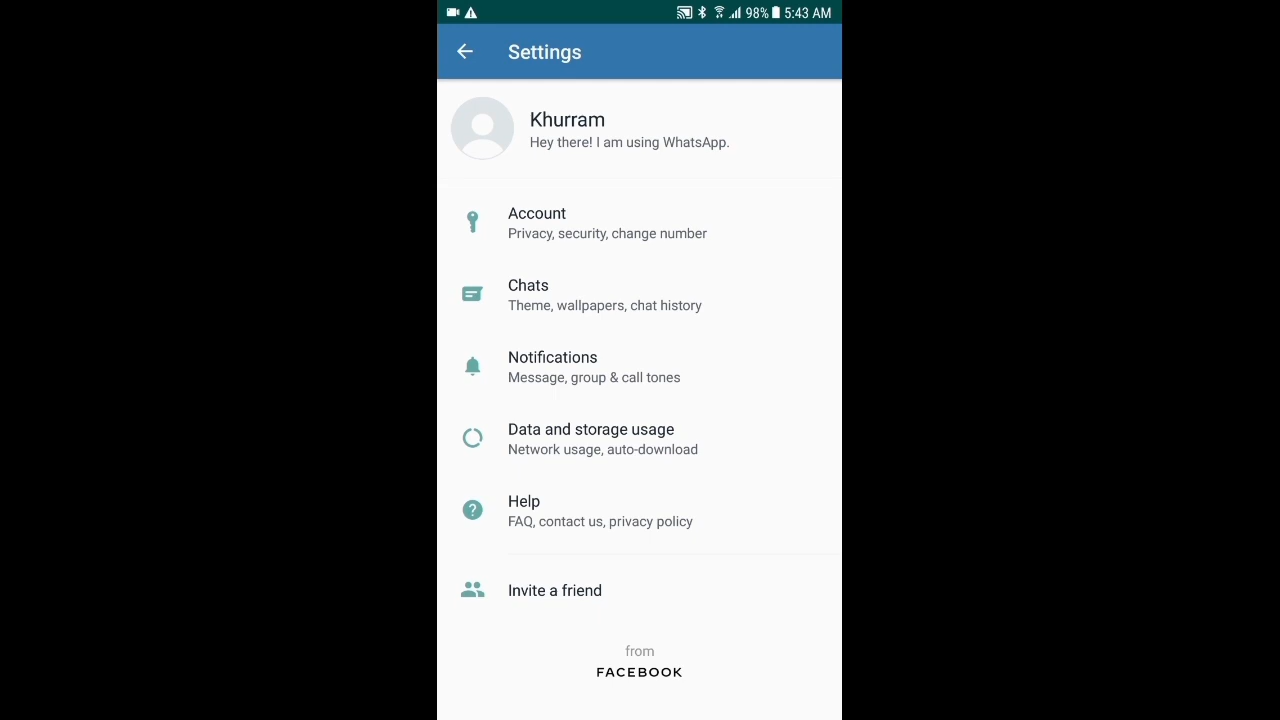 98% 5:43 AM
Settings
Khurram
Hey there! I am using WhatsApp.
Account
Privacy, security, change number
Chats
Theme, wallpapers, chat history
Notifications
Message, group & call tones
Data and storage usage
Network usage, auto-download
Help
FAQ, contact us, privacy policy
Invite a friend
from
FACEBOOK